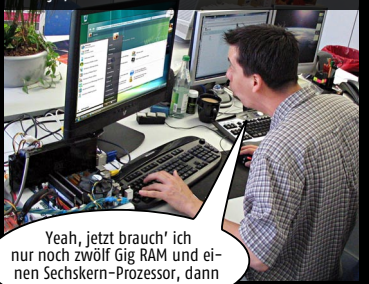 Yeah, jetzt brauch’ ich
nur noch zwölf Gig RAM und ei-
nen Sechskern-Prozessor, dann